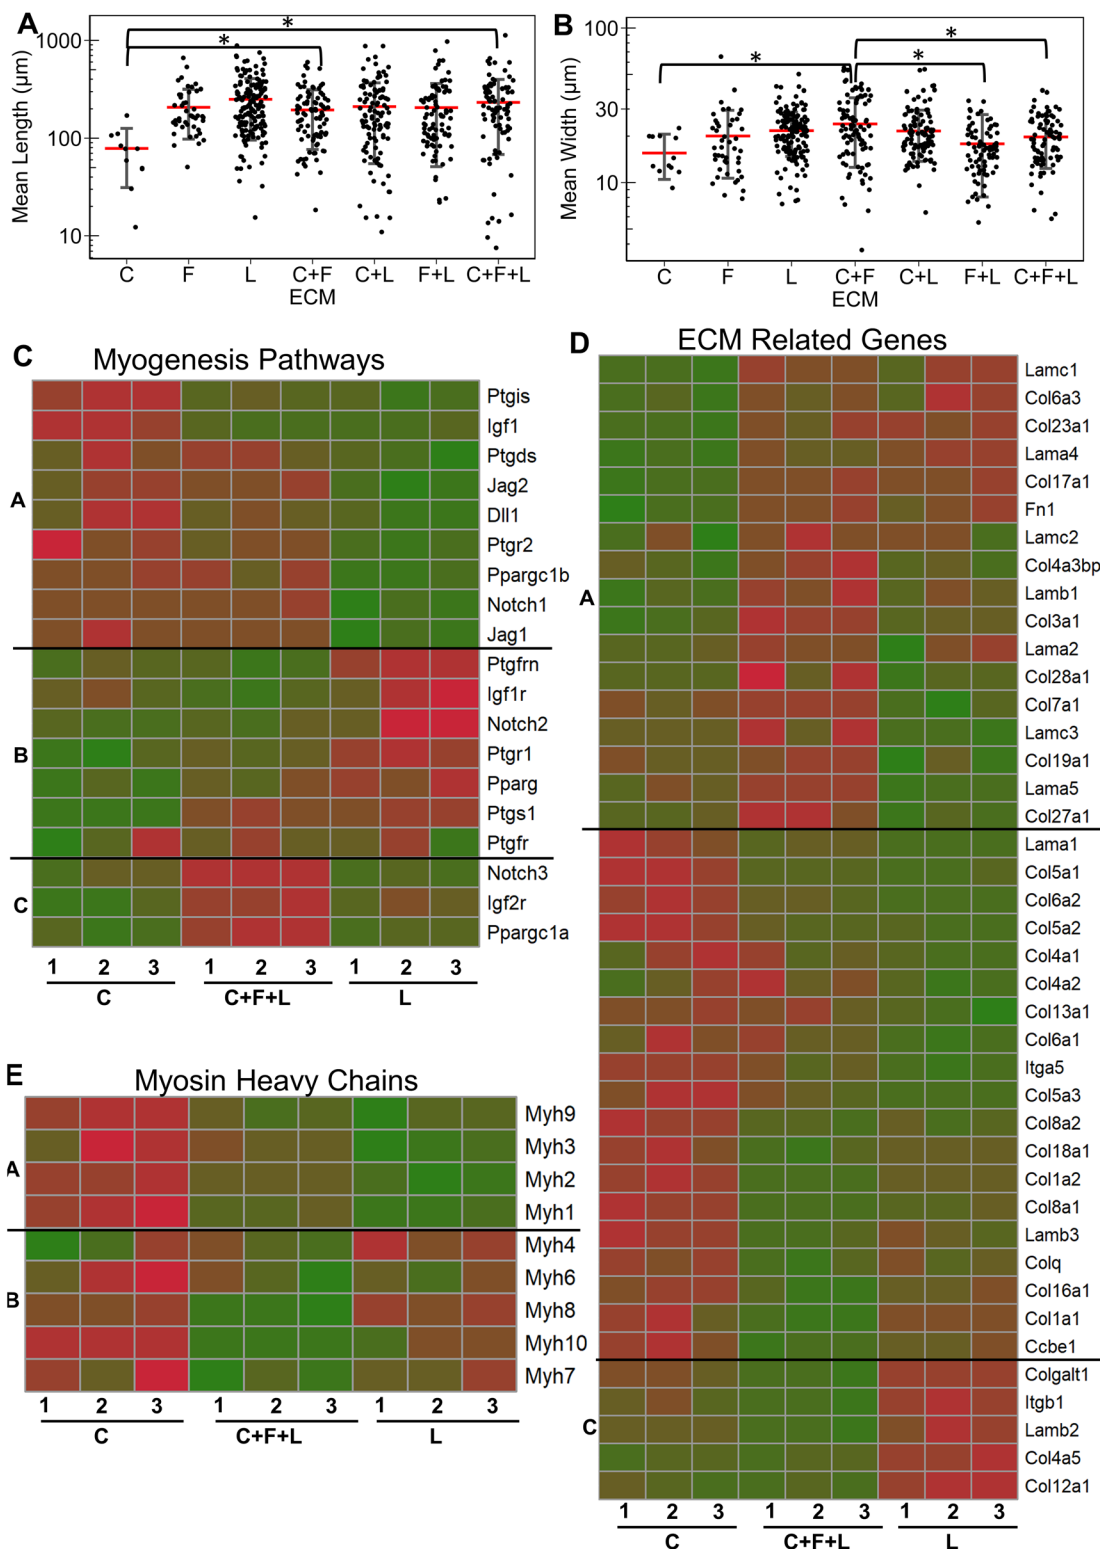 A
B
*
*
*
*
*
1000
100
10
Mean Length (µm)
C F L C+F C+L F+L C+F+L
ECM
100
30
10
Mean Width (µm)
C F L C+F C+L F+L C+F+L
ECM
C
Myogenesis Pathways
A
B
C
Ptgis
Igf1
Ptgds
Jag2
Dll1
Ptgr2
Ppargc1b
Notch1
Jag1
Ptgfrn
Igf1r
Notch2
Ptgr1
Pparg
Ptgs1
Ptgfr
Notch3
Igf2r
Ppargc1a
1 2 3 1 2 3 1 2 3
C C+F+L L
D
ECM Related Genes
A
C
Lamc1
Col6a3
Col23a1
Lama4
Col17a1
Fn1
Lamc2
Col4a3bp
Lamb1
Col3a1
Lama2
Col28a1
Col7a1
Lamc3
Col19a1
Lama5
Col27a1
Lama1
Col5a1
Col6a2
Col5a2
Col4a1
Col4a2
Col13a1
Col6a1
Itga5
Col5a3
Col8a2
Col18a1
Col1a2
Col8a1
Lamb3
Colq
Col16a1
Col1a1
Ccbe1
Colgalt1
Itgb1
Lamb2
Col4a5
Col12a1
1 2 3 1 2 3 1 2 3
C C+F+L L
E
Myosin Heavy Chains
A
B
Myh9
Myh3
Myh2
Myh1
Myh4
Myh6
Myh8
Myh10
Myh7
1 2 3 1 2 3 1 2 3
C C+F+L L